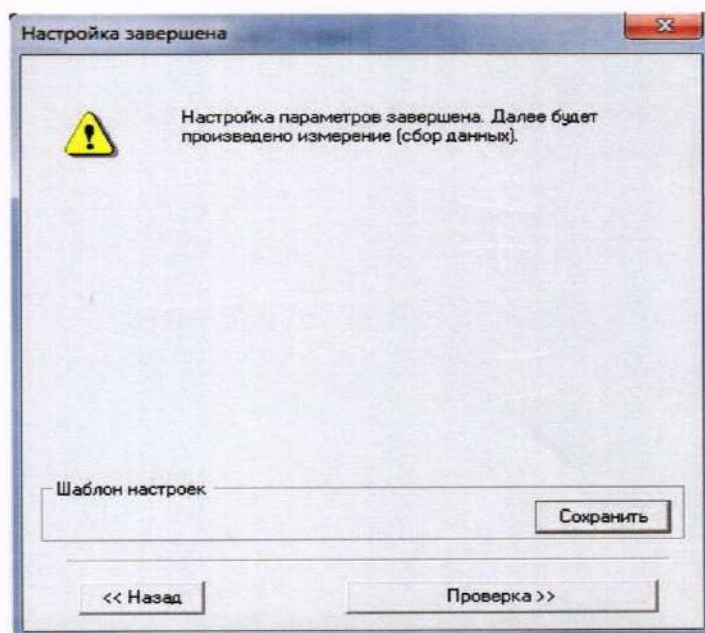 Настройка завершена
Настройка параметров завершена. Далее будет
произведено измерение (сбор данных).
Шаблон настроек
Сохранить
<< Назад
Проверка >>